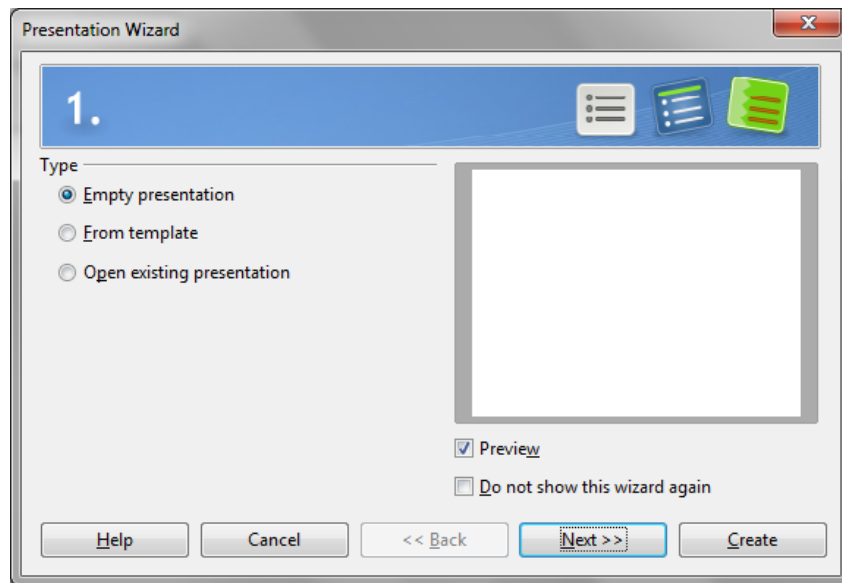 Presentation Wizard
1.
Type
Empty presentation
From template
Open existing presentation
Preview
Do not show this wizard again
Help Cancel << Back Next >> Create